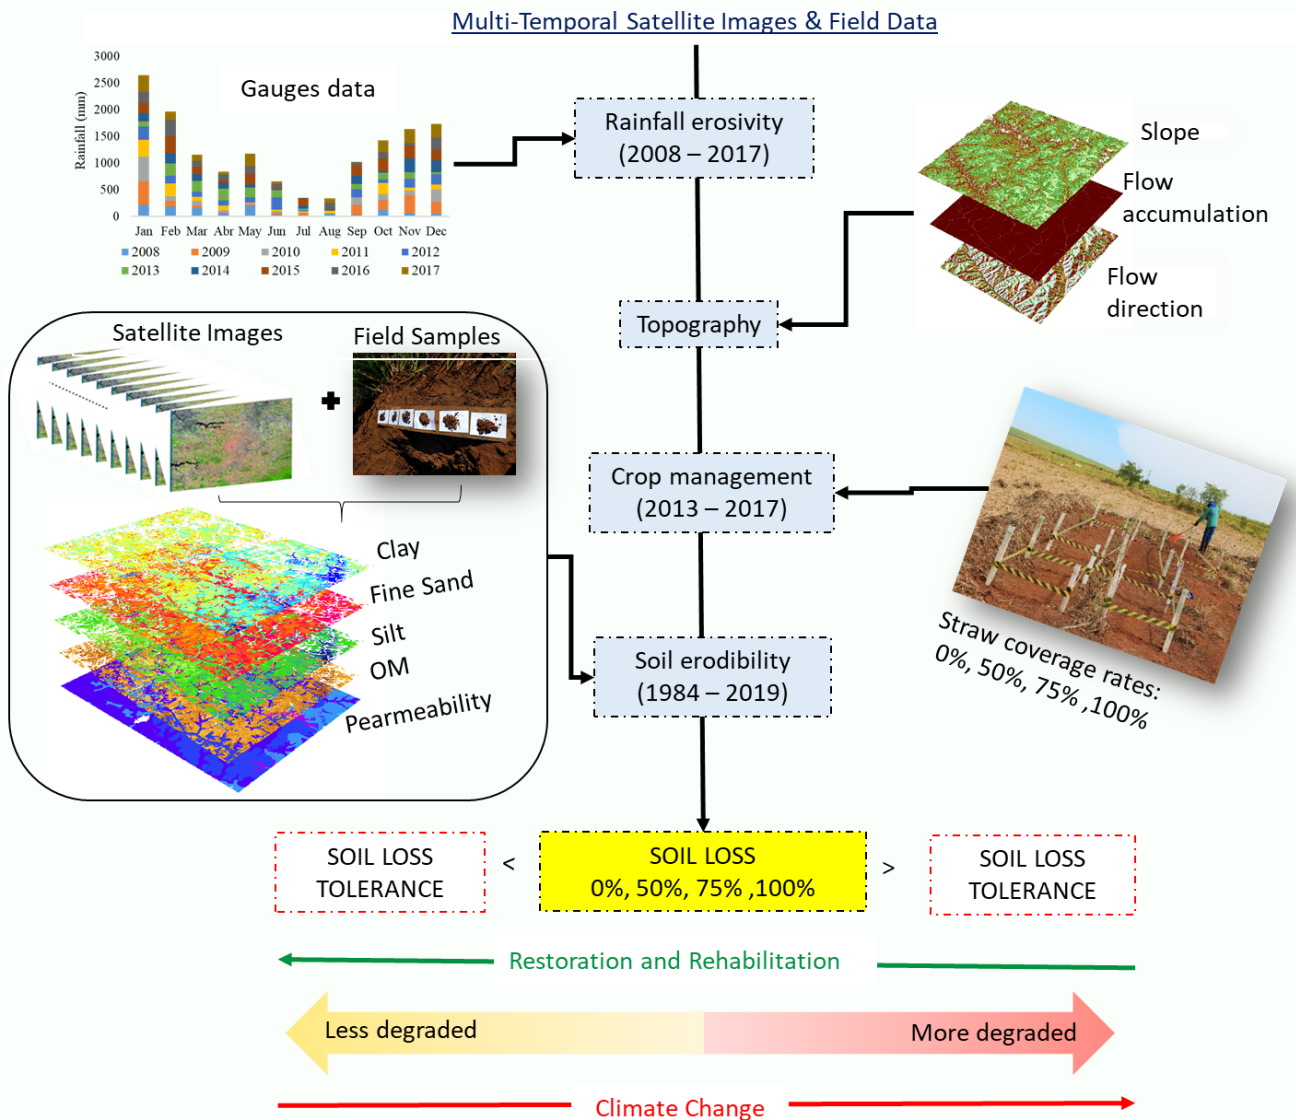 Multi-Temporal Satellite Images & Field Data
Gauges data
Rainfall (mm)
3000
2500
2000
1500
1000
500
0
Jan Feb Mar Abr May Jun Jul Aug Sep Oct Nov Dec
2008 2009 2010 2011 2012
2013 2014 2015 2016 2017
Rainfall erosivity
(2008 – 2017)
Slope
Flow
accumulation
Flow
direction
Topography
Satellite Images
Field Samples
Clay
Fine Sand
Silt
OM
Pearmeability
Crop management
(2013 – 2017)
Straw coverage rates:
0%, 50%, 75% ,100%
Soil erodibility
(1984 – 2019)
SOIL LOSS
TOLERANCE
<
SOIL LOSS
0%, 50%, 75% ,100%
>
SOIL LOSS
TOLERANCE
Restoration and Rehabilitation
Less degraded
More degraded
Climate Change